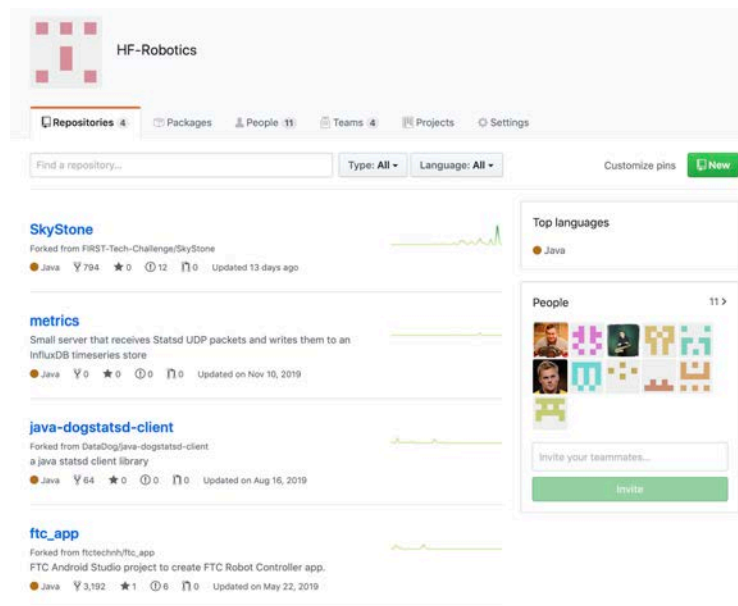 HF-Robotics
Repositories 4 Packages People 11 Teams 4 Projects Settings
Find a repository... Type: All Language: All Customize pins New
SkyStone
Forked from FIRST-Tech-Challenge/SkyStone
Java 794 0 12 0 Updated 13 days ago
metrics
Small server that receives Statsd UDP packets and writes them to an
InfluxDB timeseries store
Java 0 0 0 0 Updated on Nov 10, 2019
java-dogstatsd-client
Forked from DataDog/java-dogstatsd-client
a java statsd client library
Java 64 0 0 0 Updated on Aug 16, 2019
ftc_app
Forked from ftctechnh/ftc_app
FTC Android Studio project to create FTC Robot Controller app.
Java 3,192 1 6 0 Updated on May 22, 2019
Top languages
Java
People 11 >
Invite your teammates...
Invite